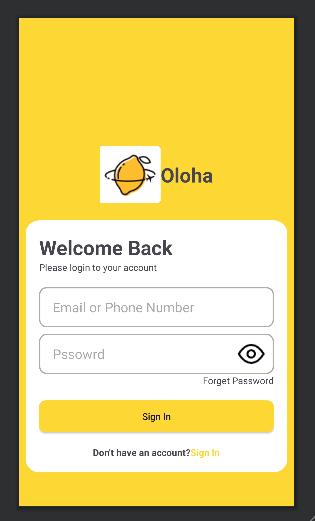 Oloha
Welcome Back
Please login to your account
Email or Phone Number
Pssowrd
Forget Password
Sign In
Don't have an account?Sign In